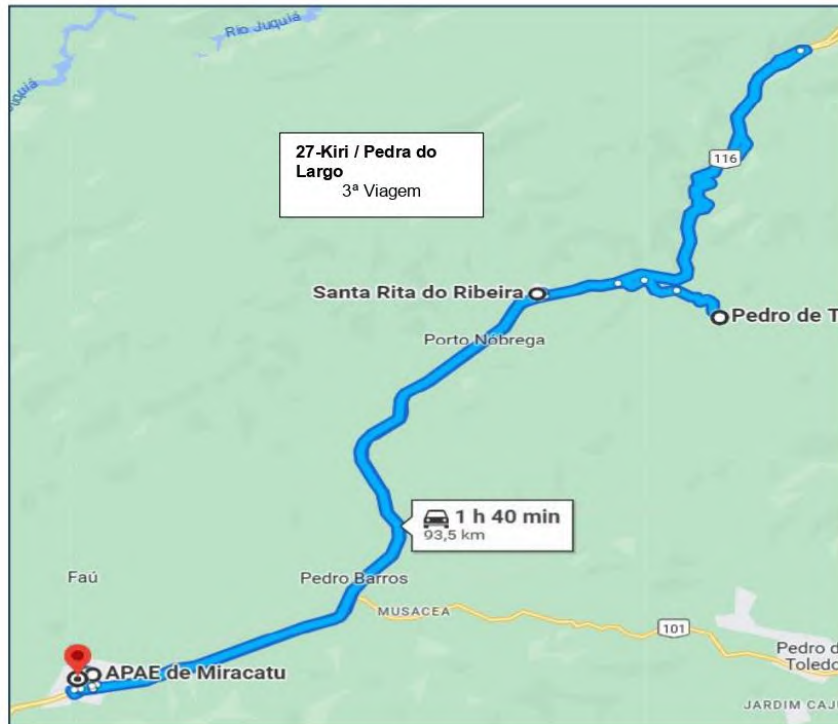 Rio Juquiá
Juquiá
27-Kiri / Pedra do
Largo
3ª Viagem
116
Santa Rita do Ribeira
Pedro de T
Porto Nóbrega
1 h 40 min
93,5 km
Faú
Pedro Barros
MUSACEA
101
Pedro d
Toledo
APAE de Miracatu
JARDIM CAJ